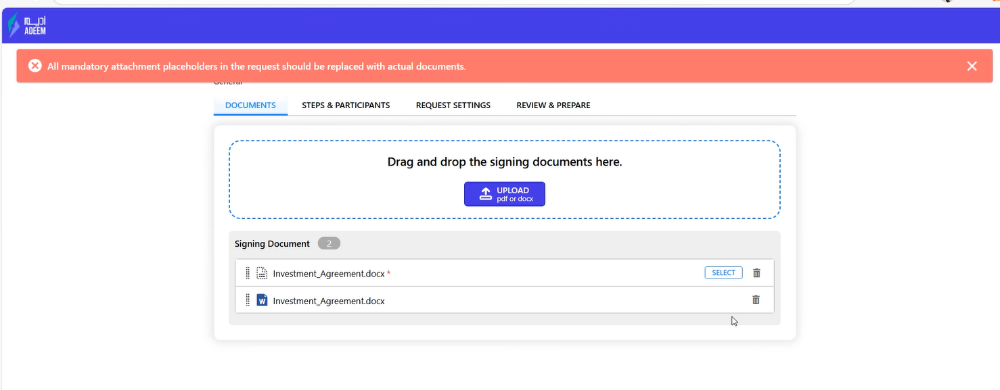 أديم
ADEEM
All mandatory attachment placeholders in the request should be replaced with actual documents.
General
DOCUMENTS
STEPS & PARTICIPANTS
REQUEST SETTINGS
REVIEW & PREPARE
Drag and drop the signing documents here.
UPLOAD
pdf or docx
Signing Document 2
Investment_Agreement.docx * SELECT
W Investment_Agreement.docx